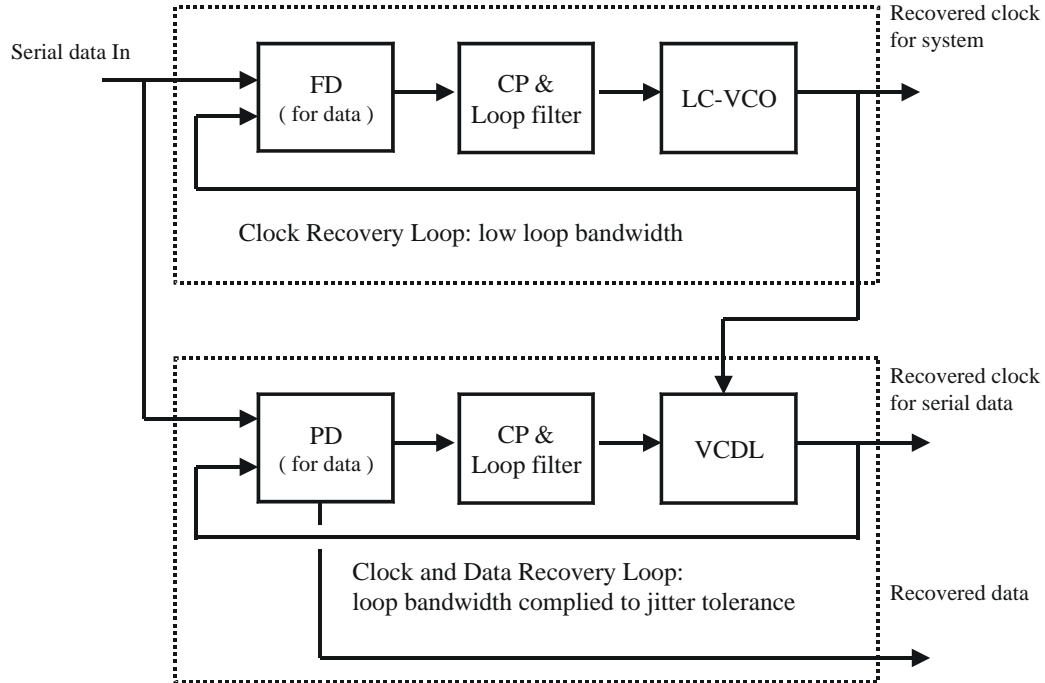 Serial data In
Recovered clock
for system
FD
( for data )
CP &
Loop filter
LC-VCO
Clock Recovery Loop: low loop bandwidth
PD
( for data )
CP &
Loop filter
VCDL
Recovered clock
for serial data
Clock and Data Recovery Loop:
loop bandwidth complied to jitter tolerance
Recovered data